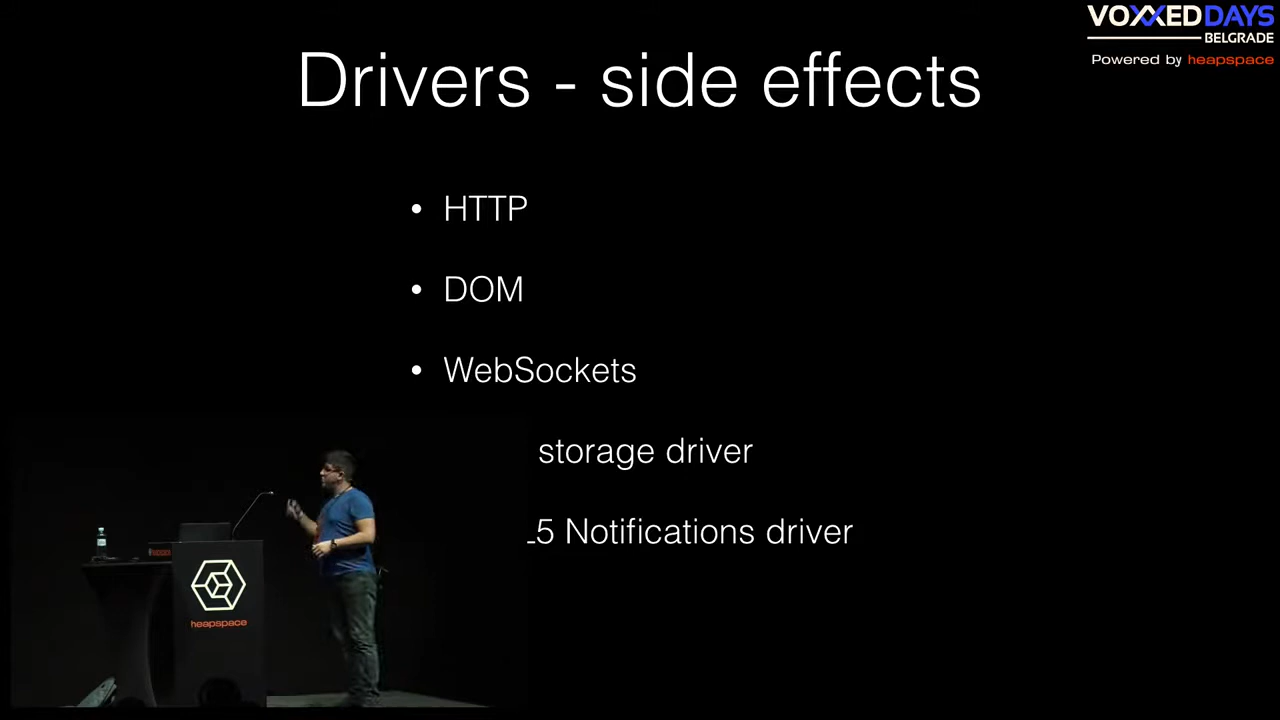 VOXXED DAYS
BELGRADE
Powered by heapspace
Drivers - side effects
• HTTP
• DOM
• WebSockets
storage driver
5 Notifications driver
heapspace